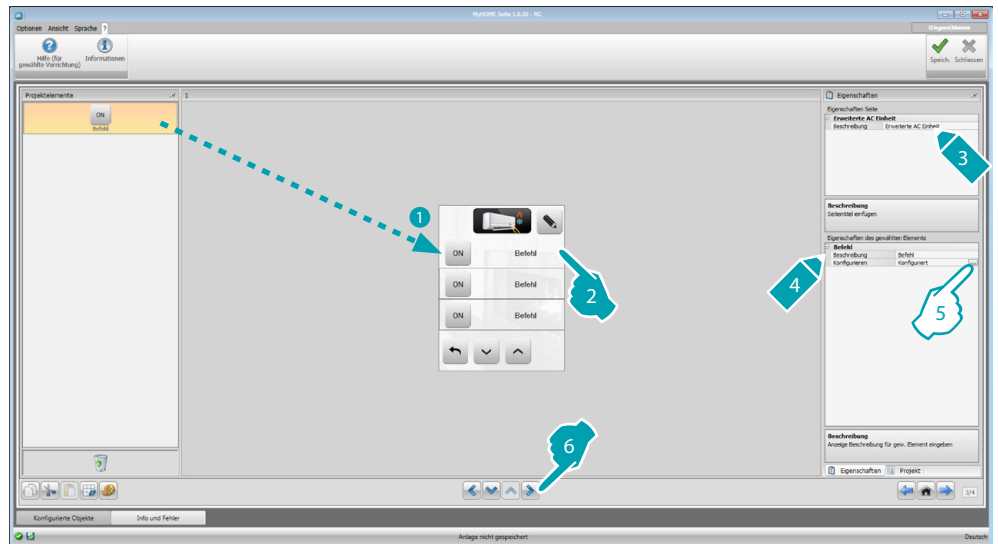 MyHOME Suite 1.0.30 - RC
Optionen Ansicht Sprache ?
Hilfe (für gewählte Vorrichtung)
Informationen
Speich. Schliessen
Projektelemente
1
Eigenschaften
ON
Befehl
Eigenschaften Seite
Erweiterte AC Einheit
Beschreibung Erweiterte AC Einheit
3
Beschreibung
Seitentitel einfügen
1
ON Befehl
2
ON Befehl
ON Befehl
Eigenschaften des gewählten Elements
Befehl
Beschreibung Befehl
Konfigurieren Konfiguriert
...
4
5
6
Beschreibung
Anzeige Beschreibung für gew. Element eingeben
Eigenschaften Projekt
3/4
Konfigurierte Objekte Info und Fehler
Anlage nicht gespeichert
Deutsch